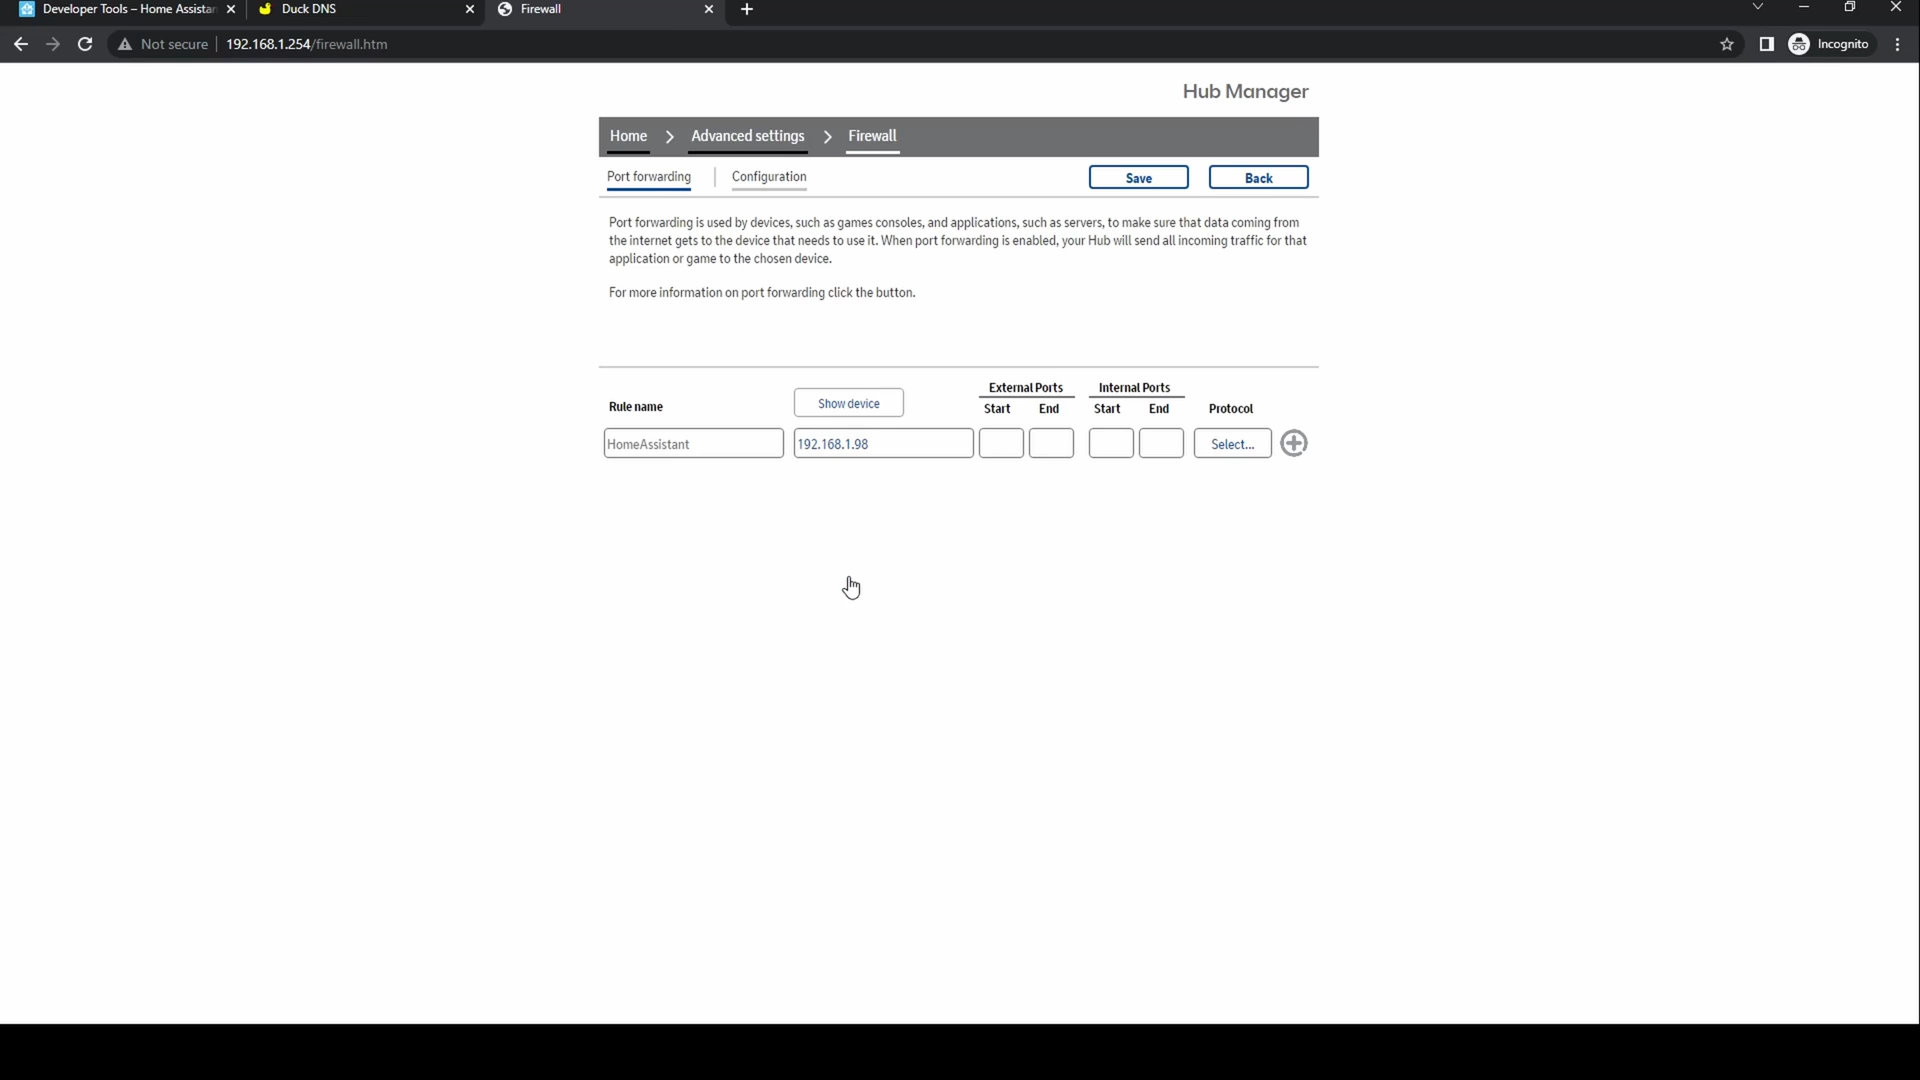 Developer Tools – Home Assistan
Duck DNS
Firewall
Not secure
192.168.1.254/firewall.htm
Incognito
Hub Manager
Home
Advanced settings
Firewall
Port forwarding
Configuration
Save
Back
Port forwarding is used by devices, such as games consoles, and applications, such as servers, to make sure that data coming from
the internet gets to the device that needs to use it. When port forwarding is enabled, your Hub will send all incoming traffic for that
application or game to the chosen device.
For more information on port forwarding click the button.
External Ports
Internal Ports
Rule name
Show device
Start
End
Start
End
Protocol
HomeAssistant
192.168.1.98
Select...